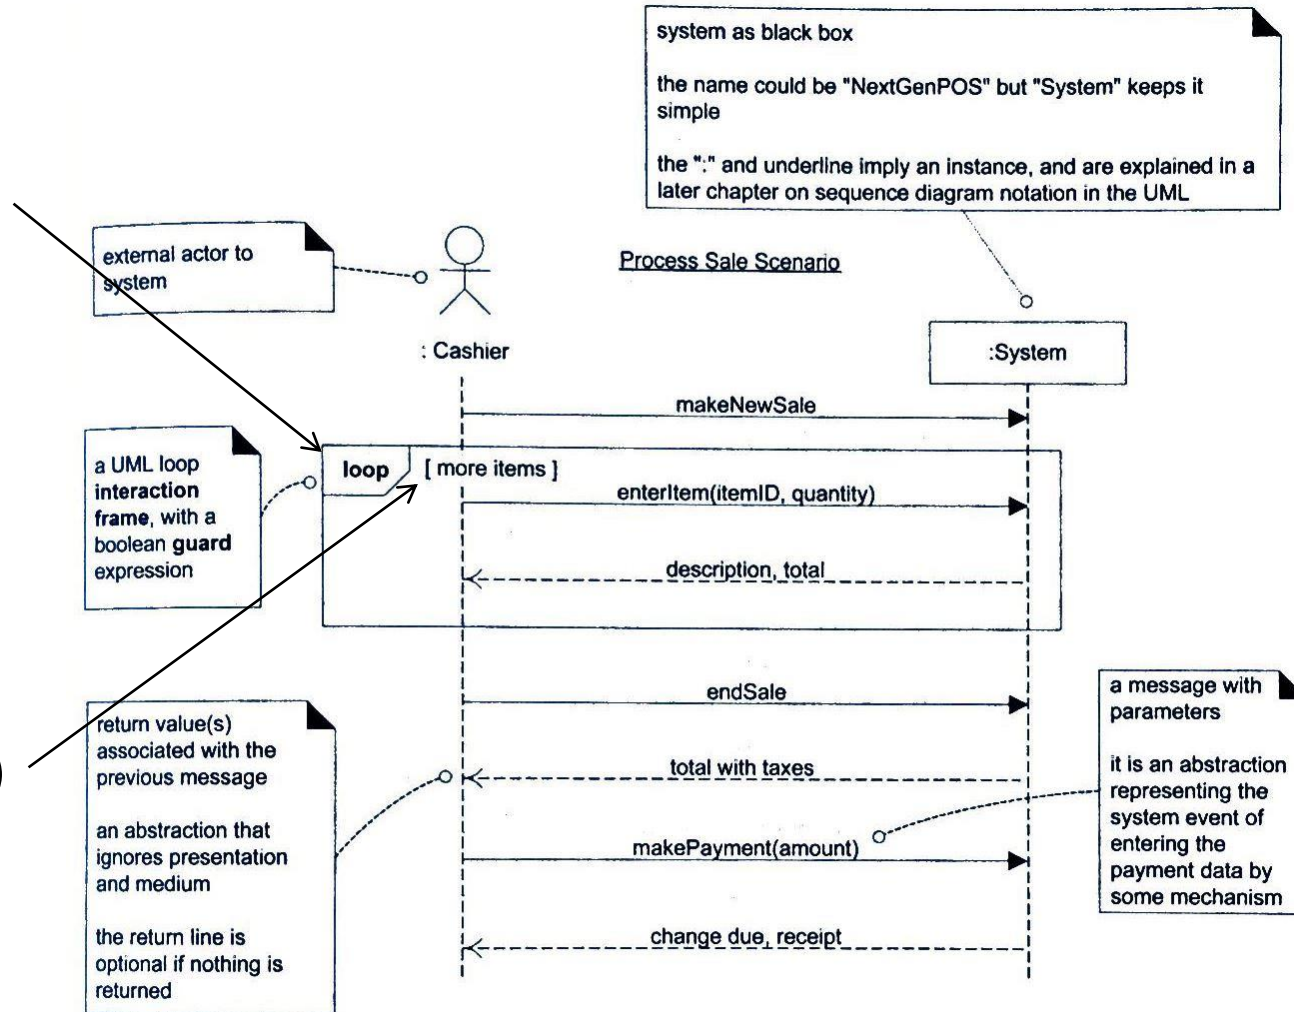 system as black box
the name could be "NextGenPOS" but "System" keeps it
simple
the ":" and underline imply an instance, and are explained in a
later chapter on sequence diagram notation in the UML
external actor to
system
Process Sale Scenario
: Cashier
:System
makeNewSale
a UML loop
interaction
frame, with a
boolean guard
expression
loop
[ more items ]
enterItem(itemID, quantity)
description, total
endSale
a message with
parameters
it is an abstraction
representing the
system event of
entering the
payment data by
some mechanism
return value(s)
associated with the
previous message
an abstraction that
ignores presentation
and medium
the return line is
optional if nothing is
returned
total with taxes
makePayment(amount)
change due, receipt
)